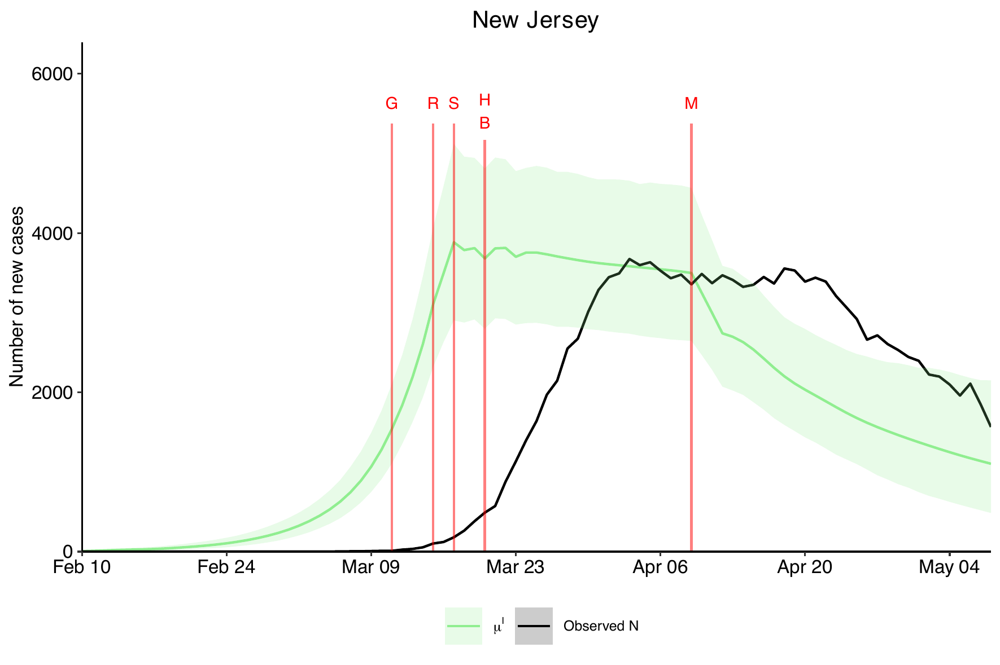 New Jersey
Number of new cases
6000
4000
2000
0
G
R
S
H
B
M
Feb 10
Feb 24
Mar 09
Mar 23
Apr 06
Apr 20
May 04
μI
Observed N